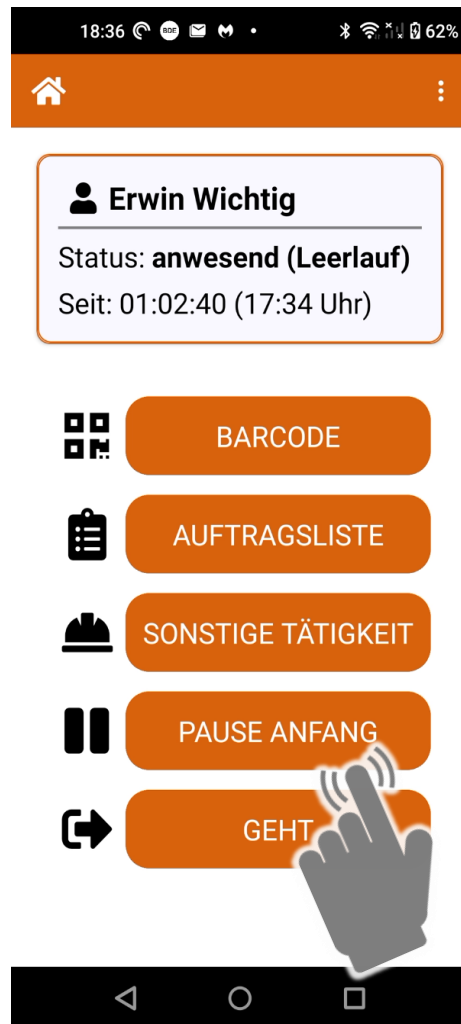 18:36 BDE 62%
Erwin Wichtig
Status: anwesend (Leerlauf)
Seit: 01:02:40 (17:34 Uhr)
BARCODE
AUFTRAGSLISTE
SONSTIGE TÄTIGKEIT
PAUSE ANFANG
GEHT